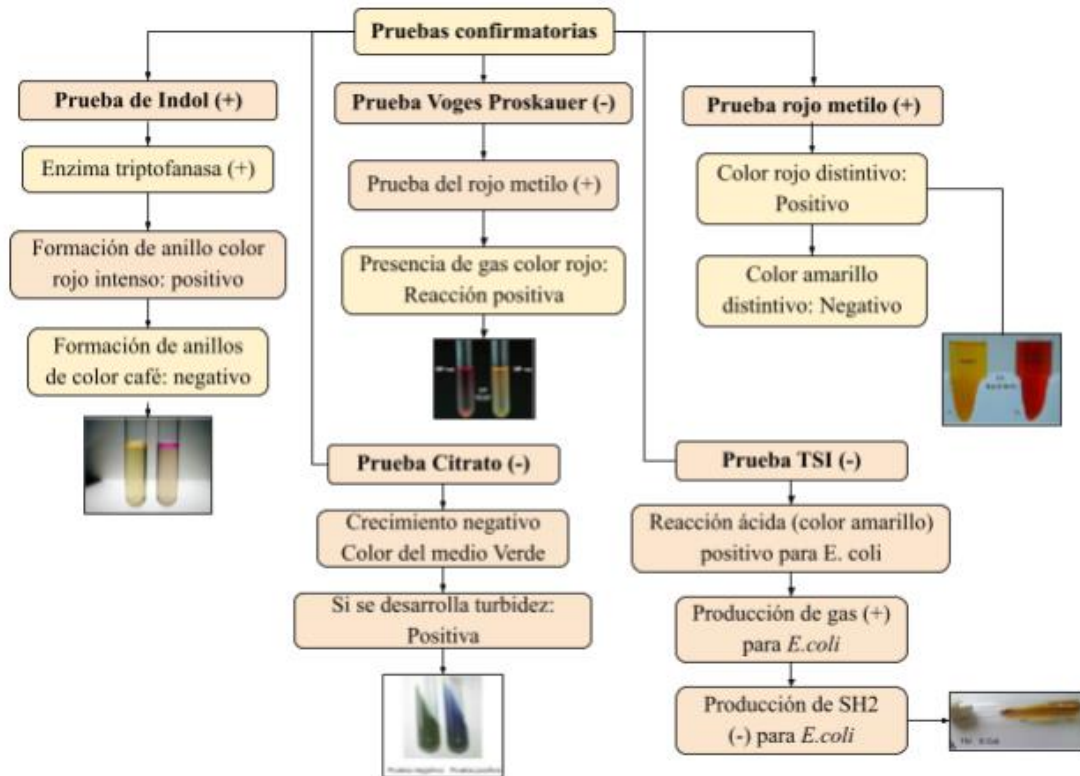 Pruebas confirmatorias
Prueba de Indol (+)
Enzima triptofanasa (+)
Formación de anillo color
rojo intenso: positivo
Formación de anillos
de color café: negativo
Prueba Voges Proskauer (-)
Prueba del rojo metilo (+)
Presencia de gas color rojo:
Reacción positiva
Prueba rojo metilo (+)
Color rojo distintivo:
Positivo
Color amarillo
distintivo: Negativo
Prueba Citrato (-)
Crecimiento negativo
Color del medio Verde
Si se desarrolla turbidez:
Positiva
Prueba negativa Prueba positiva
Prueba TSI (-)
Reacción ácida (color amarillo)
positivo para E. coli
Producción de gas (+)
para E.coli
Producción de SH2
(-) para E.coli